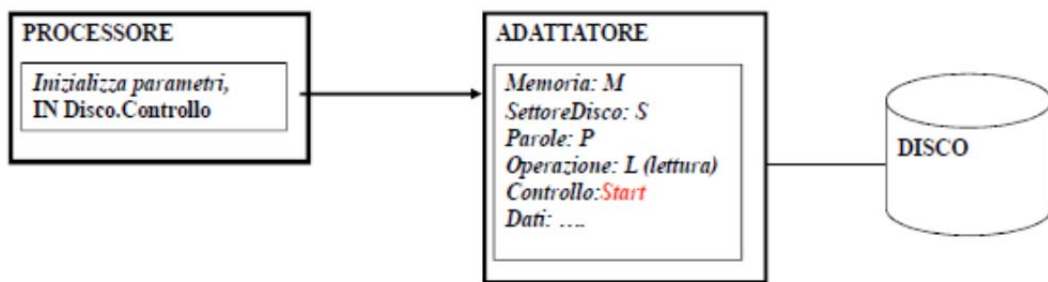 PROCESSORE
Inizializza parametri,
IN Disco.Controllo
ADATTATORE
Memoria: M
SettoreDisco: S
Parole: P
Operazione: L (lettura)
Controllo:Start
Dati: ....
DISCO